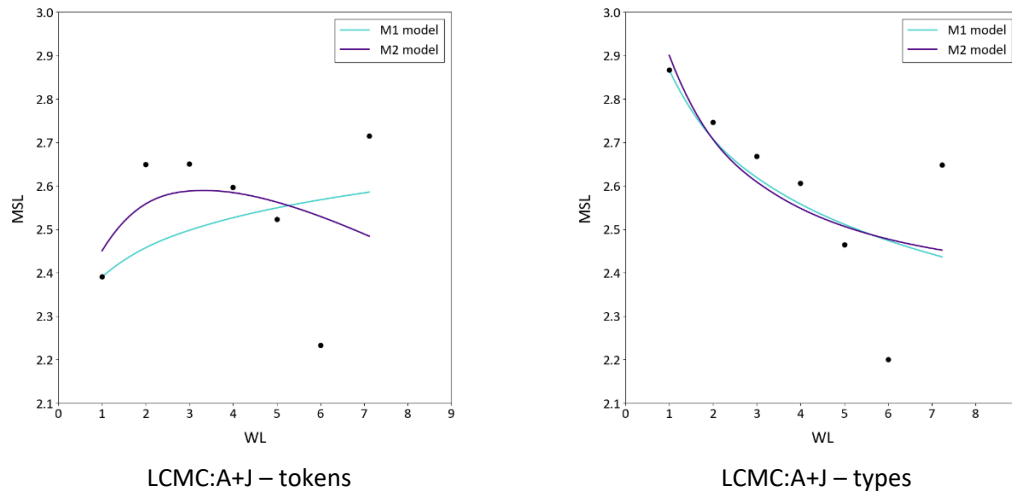 3.0
2.9
2.8
2.7
2.6
2.5
2.4
2.3
2.2
2.1
MSL
0 1 2 3 4 5 6 7 8 9
WL
M1 model
M2 model
LCMC:A+J – tokens
3.0
2.9
2.8
2.7
2.6
2.5
2.4
2.3
2.2
2.1
MSL
0 1 2 3 4 5 6 7 8
WL
M1 model
M2 model
LCMC:A+J – types